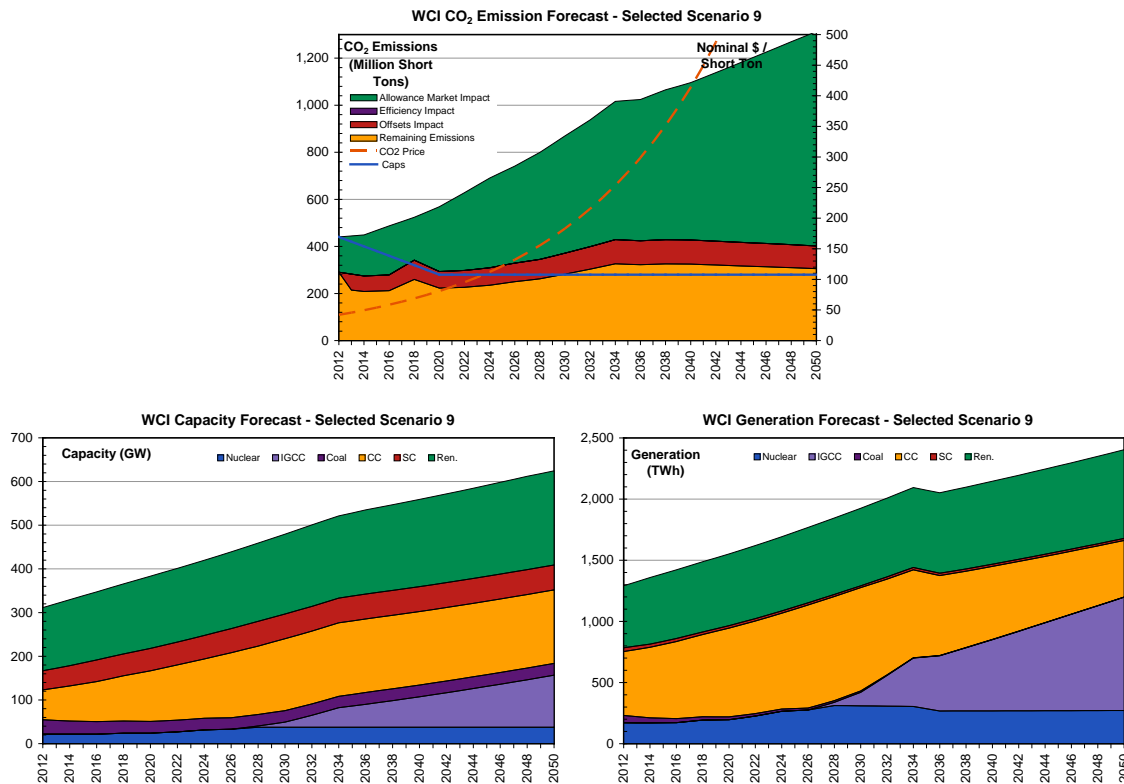 WCI CO2 Emission Forecast - Selected Scenario 9
CO2 Emissions
(Million Short
Tons)
Nominal $ /
Short Ton
Allowance Market Impact
Efficiency Impact
Offsets Impact
Remaining Emissions
CO2 Price
Caps
1,200
1,000
800
600
400
200
0
500
450
400
350
300
250
200
150
100
50
0
2012 2014 2016 2018 2020 2022 2024 2026 2028 2030 2032 2034 2036 2038 2040 2042 2044 2046 2048 2050
WCI Capacity Forecast - Selected Scenario 9
Capacity (GW)
Nuclear IGCC Coal CC SC Ren.
700
600
500
400
300
200
100
0
2012 2014 2016 2018 2020 2022 2024 2026 2028 2030 2032 2034 2036 2038 2040 2042 2044 2046 2048 2050
WCI Generation Forecast - Selected Scenario 9
Generation
(TWh)
Nuclear IGCC Coal CC SC Ren.
2,500
2,000
1,500
1,000
500
0
2012 2014 2016 2018 2020 2022 2024 2026 2028 2030 2032 2034 2036 2038 2040 2042 2044 2046 2048 2050